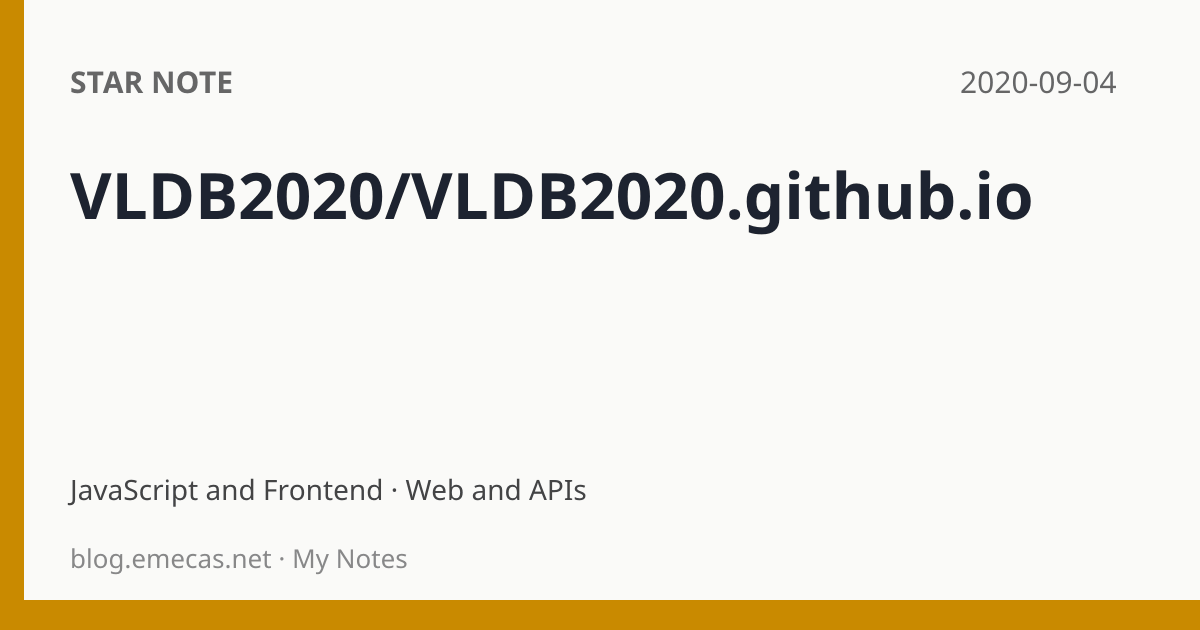 STAR NOTE
2020-09-04
VLDB2020/VLDB2020.github.io
JavaScript and Frontend · Web and APIs
blog.emecas.net · My Notes